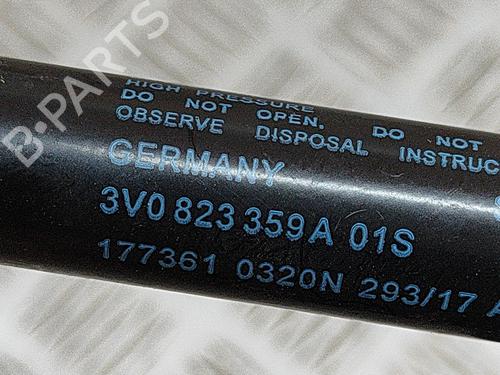 B-PARTS
HIGH PRESSURE
DO NOT OPEN. DO NOT
OBSERVE DISPOSAL INSTRUC
GERMANY
3V0 823 359A 01S
177361 0320N 293/17 A